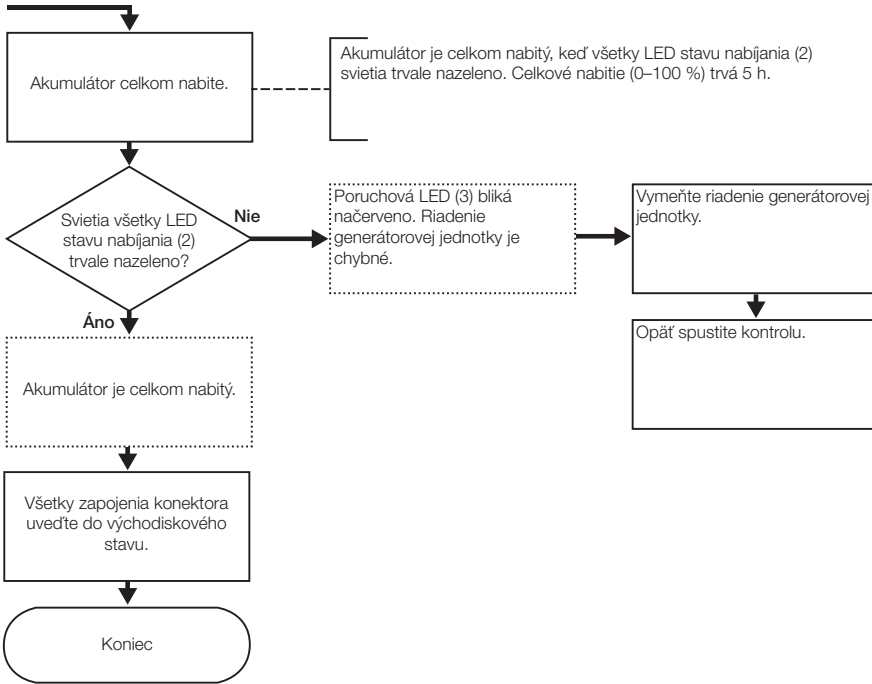 Akumulátor celkom nabite.
Akumulátor je celkom nabitý, keď všetky LED stavu nabíjania (2)
svietia trvale nazeleno. Celkové nabitie (0–100 %) trvá 5 h.
Svietia všetky LED
stavu nabíjania (2)
trvale nazeleno?
Nie
Poruchová LED (3) bliká
načerveno. Riadenie
generátorovej jednotky je
chybné.
Vymeňte riadenie generátorovej
jednotky.
Opäť spustite kontrolu.
Áno
Akumulátor je celkom nabitý.
Všetky zapojenia konektora
uveďte do východiskového
stavu.
Koniec